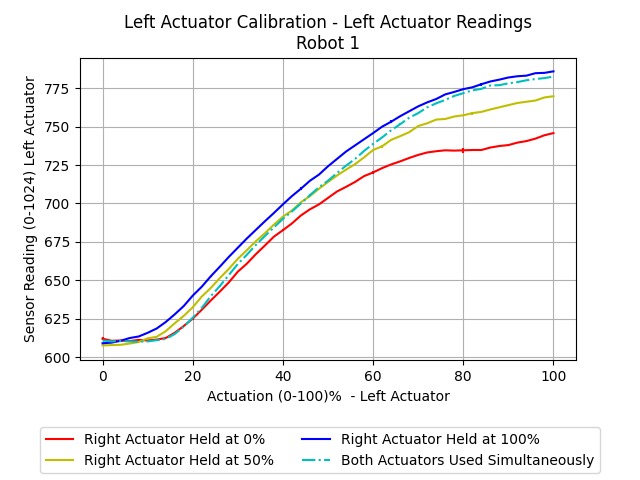 Left Actuator Calibration - Left Actuator Readings
Robot 1
Sensor Reading (0-1024) Left Actuator
775
750
725
700
675
650
625
600
0 20 40 60 80 100
Actuation (0-100)%  - Left Actuator
Right Actuator Held at 0%
Right Actuator Held at 50%
Right Actuator Held at 100%
Both Actuators Used Simultaneously